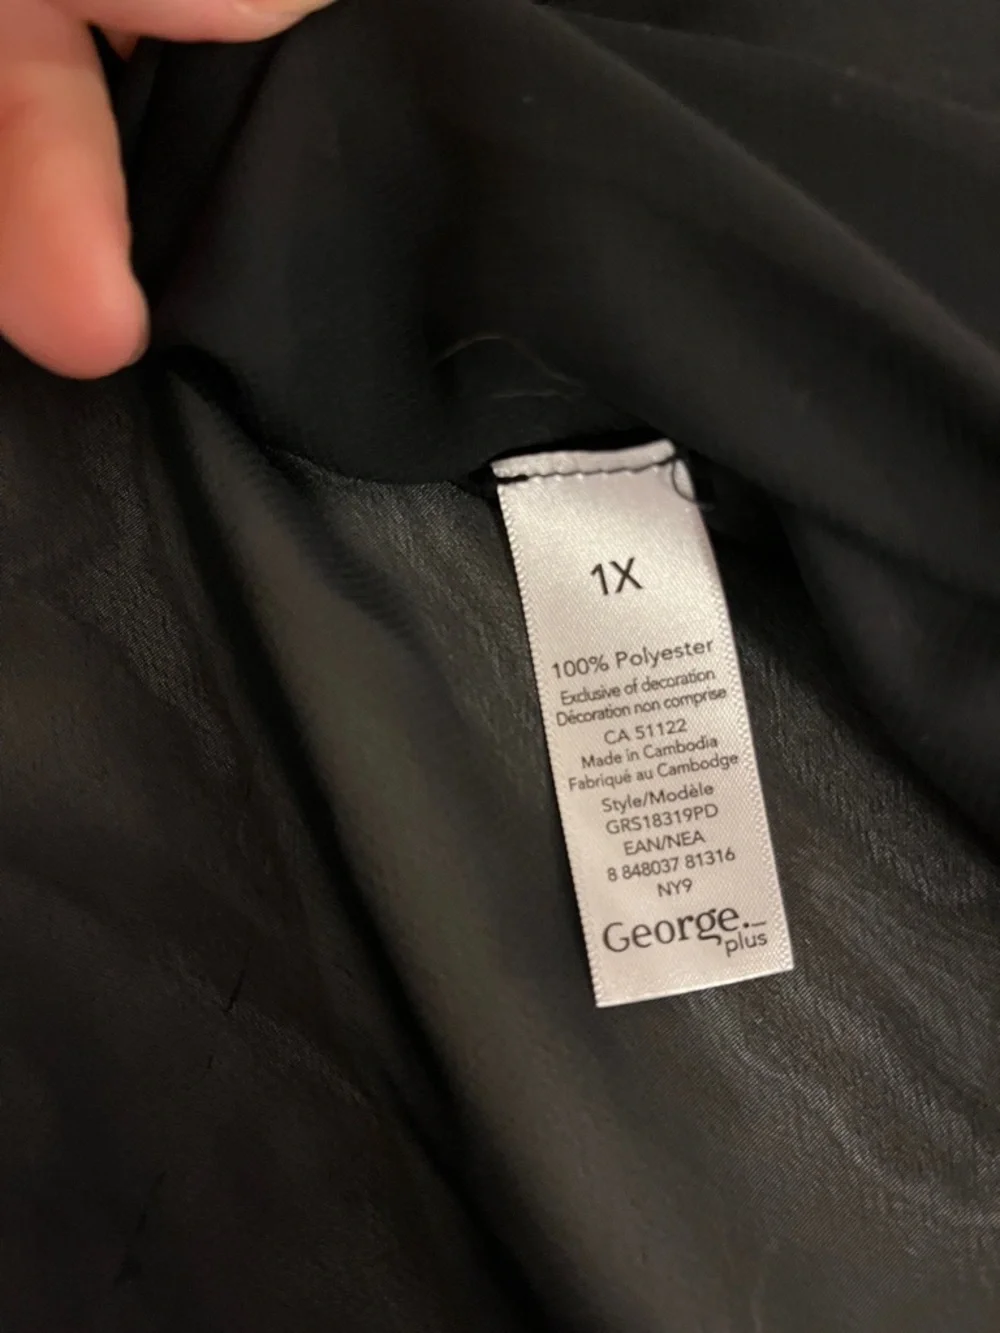 1X
100% Polyester
Exclusive of decoration
Décoration non comprise
CA 51122
Made in Cambodia
Fabriqué au Cambodge
Style/Modèle
GRS18319PD
EAN/NEA
8 848037 81316
NY9
George.
plus